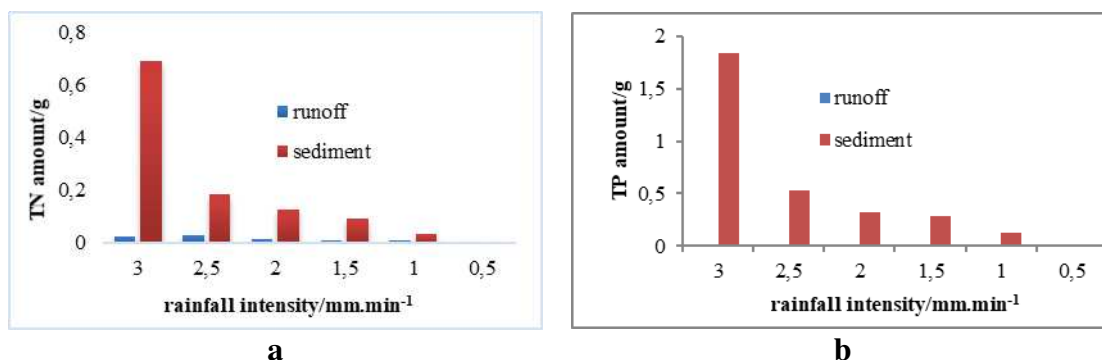 0,8
0,6
0,4
0,2
0
TN amount/g
runoff
sediment
3 2,5 2 1,5 1 0,5
rainfall intensity/mm.min-1
a
2
1,5
1
0,5
0
TP amount/g
runoff
sediment
3 2,5 2 1,5 1 0,5
rainfall intensity/mm.min-1
b